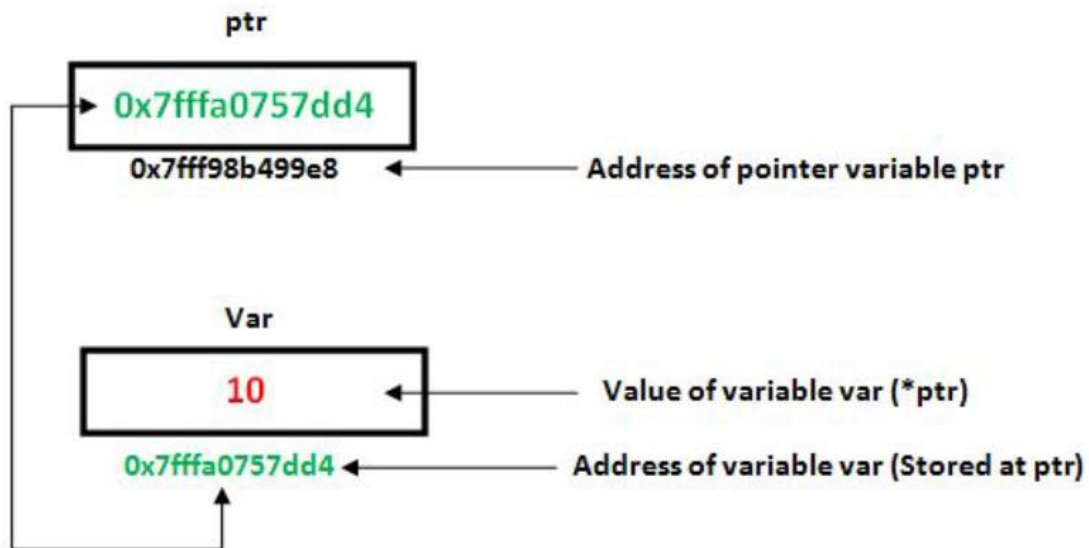 ptr
0x7fffa0757dd4
0x7fff98b499e8
Address of pointer variable ptr
Var
10
Value of variable var (*ptr)
0x7fffa0757dd4
Address of variable var (Stored at ptr)